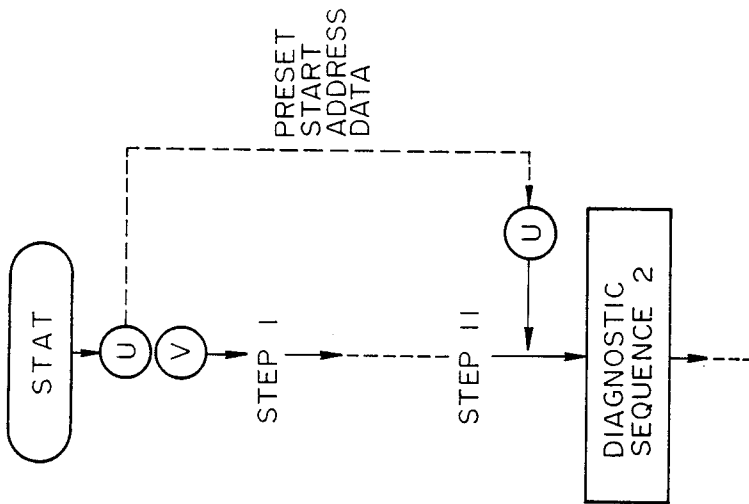 STAT
U
V
PRESET
START
ADDRESS
DATA
STEP I
STEP II
U
DIAGNOSTIC
SEQUENCE 2